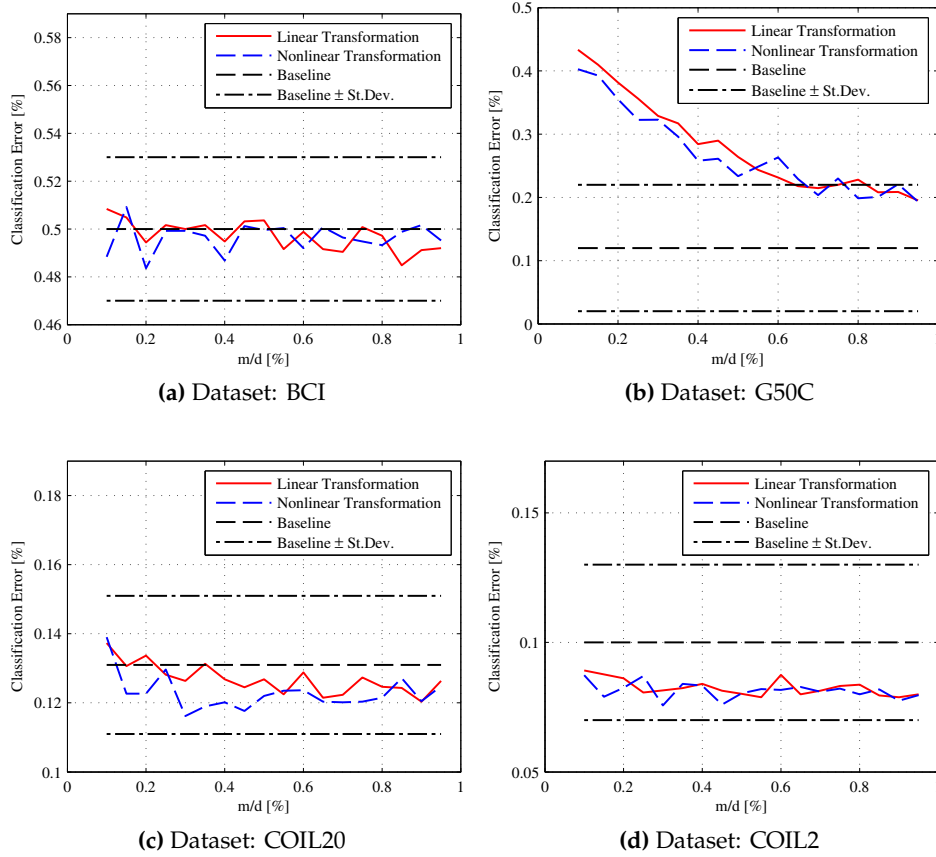 0.58
0.56
0.54
0.52
0.5
0.48
0.46
Classification Error [%]
Linear Transformation
Nonlinear Transformation
Baseline
Baseline ± St.Dev.
0 0.2 0.4 0.6 0.8 1
m/d [%]
(a) Dataset: BCI
0.5
0.4
0.3
0.2
0.1
0
Classification Error [%]
Linear Transformation
Nonlinear Transformation
Baseline
Baseline ± St.Dev.
0 0.2 0.4 0.6 0.8 1
m/d [%]
(b) Dataset: G50C
0.18
0.16
0.14
0.12
0.1
Classification Error [%]
Linear Transformation
Nonlinear Transformation
Baseline
Baseline ± St.Dev.
0 0.2 0.4 0.6 0.8 1
m/d [%]
(c) Dataset: COIL20
0.15
0.1
0.05
Classification Error [%]
Linear Transformation
Nonlinear Transformation
Baseline
Baseline ± St.Dev.
0 0.2 0.4 0.6 0.8 1
m/d [%]
(d) Dataset: COIL2